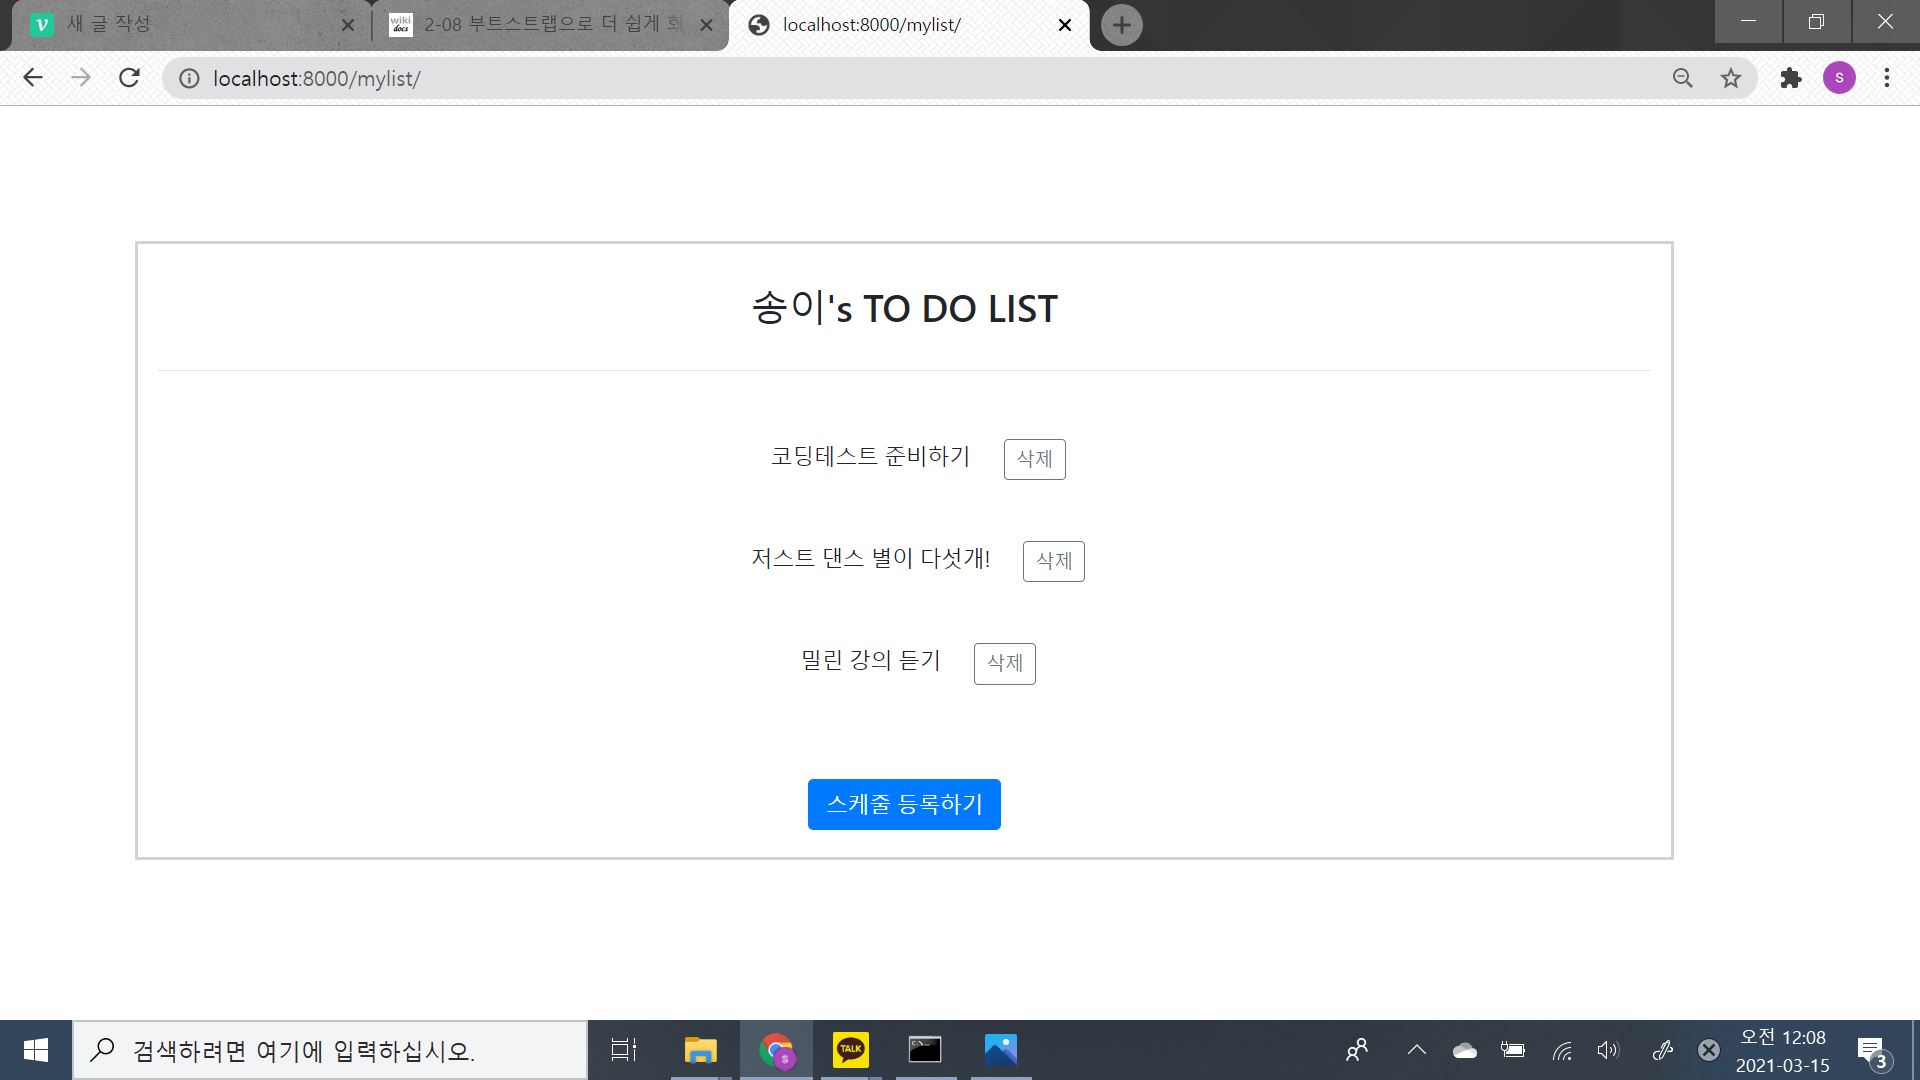 새 글 작성
wiki docs
2-08 부트스트랩으로 더 쉽게 화
localhost:8000/mylist/
localhost:8000/mylist/
S
송이's TO DO LIST
코딩테스트 준비하기 삭제
저스트 댄스 별이 다섯개! 삭제
밀린 강의 듣기 삭제
스케줄 등록하기
검색하려면 여기에 입력하십시오.
S
TALK
오전 12:08
2021-03-15
3